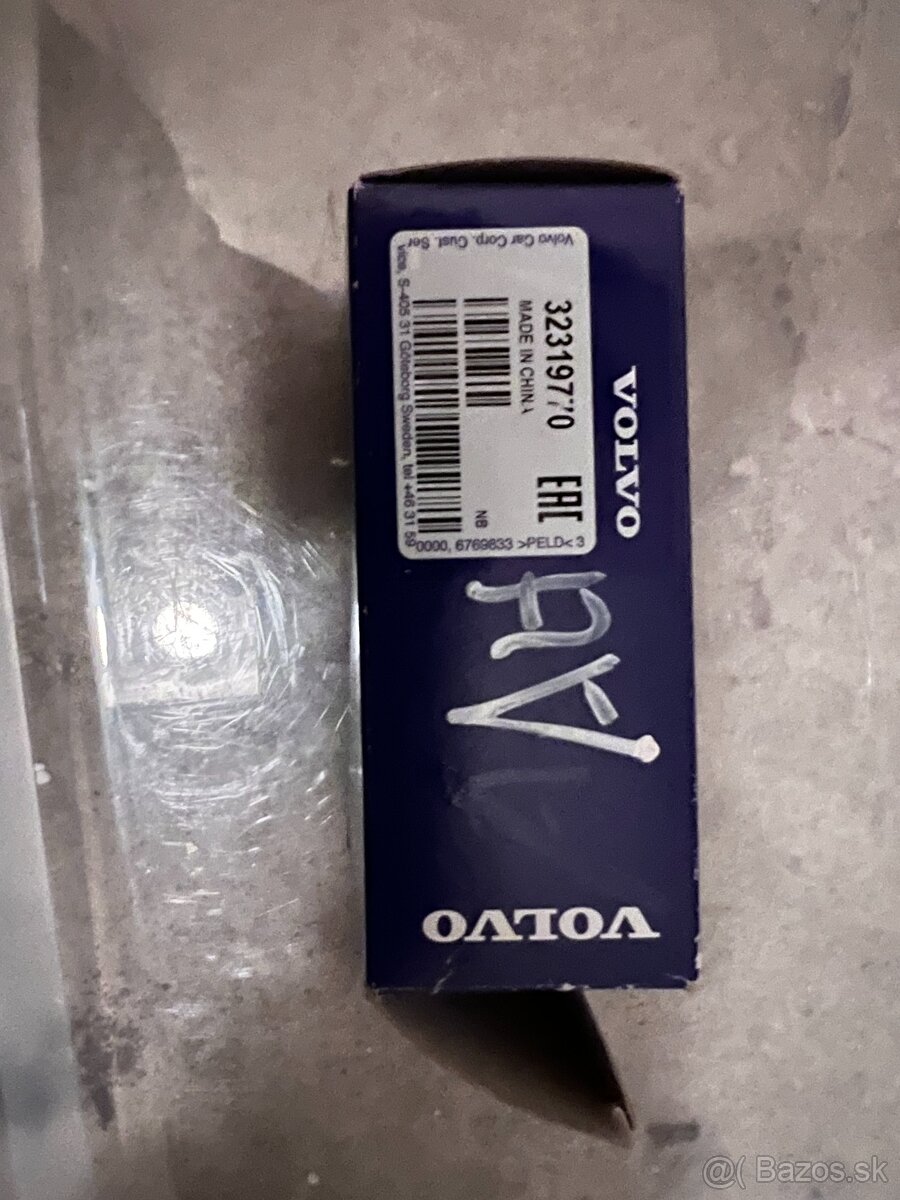 VOLVO
32319770
MADE IN CHINA
EAC
NB
Volvo Car Corp. Cust. Ser
vice, S-405 31 Göteborg Sweden, tel +46 31 59
0000, 6769833 >PELD< 3
VOLVO
@( Bazos.sk